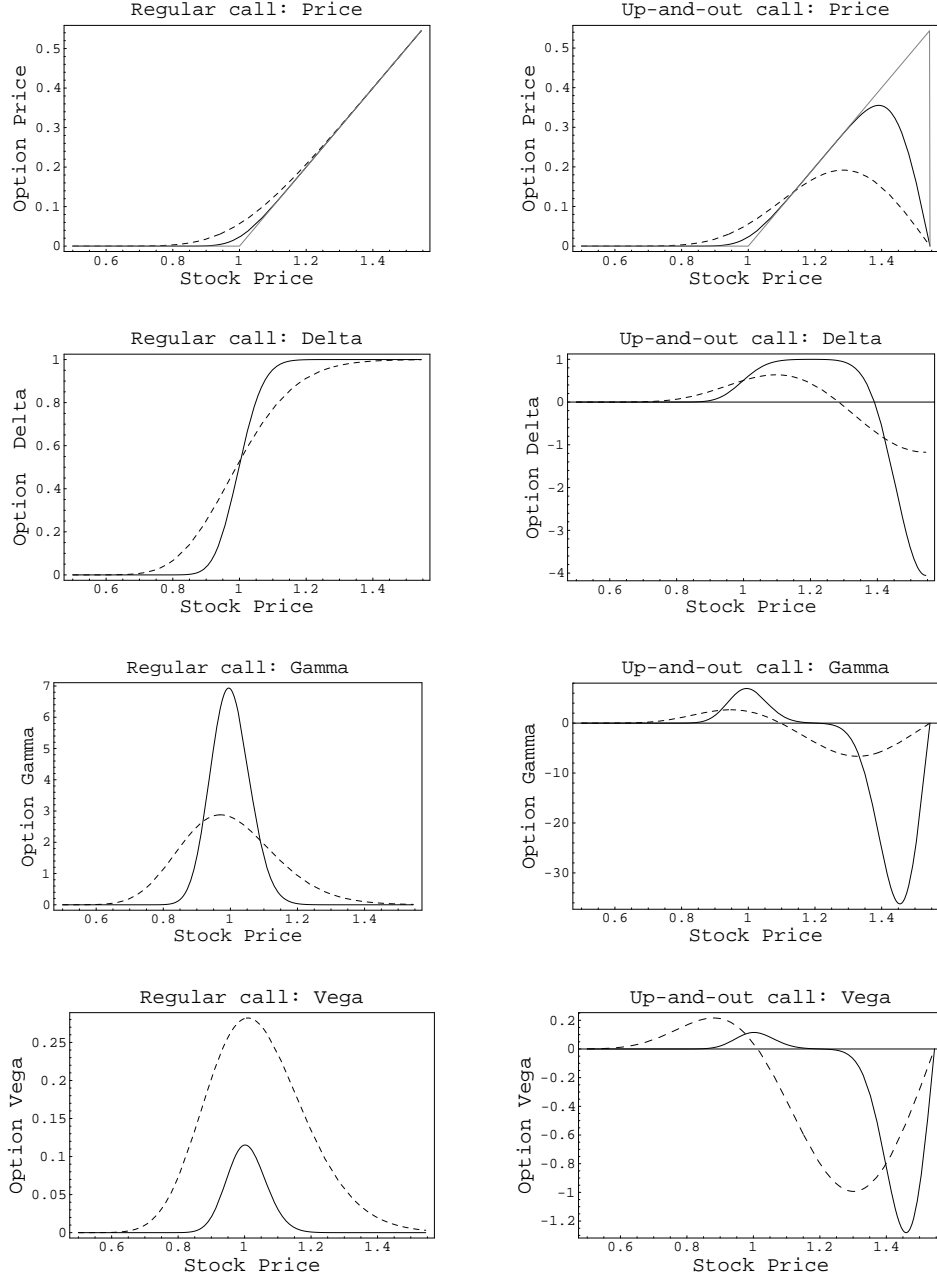 Regular call: Price
Option Price
0.5
0.4
0.3
0.2
0.1
0
0.6 0.8 1 1.2 1.4
Stock Price
Up-and-out call: Price
Option Price
0.5
0.4
0.3
0.2
0.1
0
0.6 0.8 1 1.2 1.4
Stock Price
Regular call: Delta
Option Delta
1
0.8
0.6
0.4
0.2
0
0.6 0.8 1 1.2 1.4
Stock Price
Up-and-out call: Delta
Option Delta
1
0
-1
-2
-3
-4
0.6 0.8 1 1.2 1.4
Stock Price
Regular call: Gamma
Option Gamma
7
6
5
4
3
2
1
0
0.6 0.8 1 1.2 1.4
Stock Price
Up-and-out call: Gamma
Option Gamma
0
-10
-20
-30
0.6 0.8 1 1.2 1.4
Stock Price
Regular call: Vega
Option Vega
0.25
0.2
0.15
0.1
0.05
0
0.6 0.8 1 1.2 1.4
Stock Price
Up-and-out call: Vega
Option Vega
0.2
0
-0.2
-0.4
-0.6
-0.8
-1
-1.2
0.6 0.8 1 1.2 1.4
Stock Price